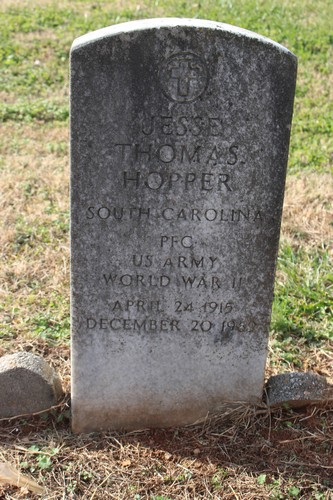 JESSE
THOMAS
HOPPER
SOUTH CAROLINA
PFC
US ARMY
WORLD WAR II
APRIL 24 1915
DECEMBER 20